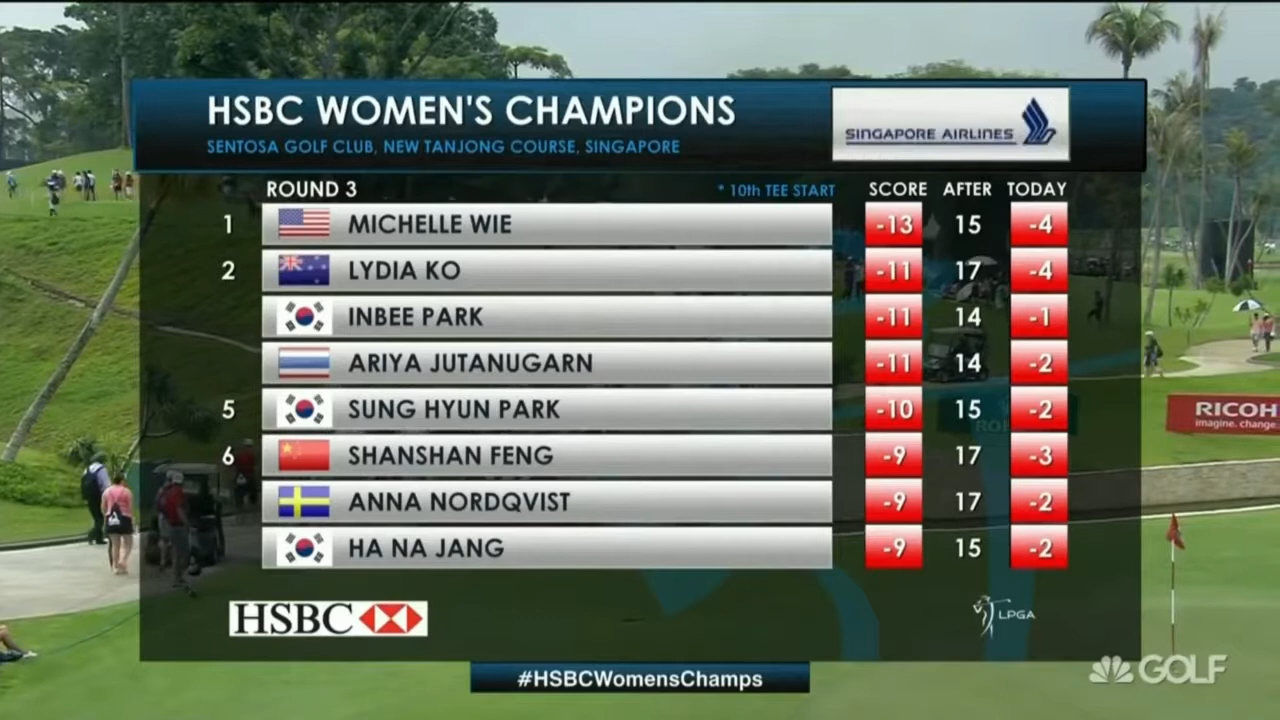 HSBC WOMEN'S CHAMPIONS
SENTOSA GOLF CLUB, NEW TANJONG COURSE, SINGAPORE
SINGAPORE AIRLINES
ROUND 3 * 10th TEE START SCORE AFTER TODAY
1 MICHELLE WIE -13 15 -4
2 LYDIA KO -11 17 -4
INBEE PARK -11 14 -1
ARIYA JUTANUGARN -11 14 -2
5 SUNG HYUN PARK -10 15 -2
6 SHANSHAN FENG -9 17 -3
ANNA NORDQVIST -9 17 -2
HA NA JANG -9 15 -2
RICOH
imagine. change.
HSBC
LPGA
#HSBCWomensChamps
GOLF